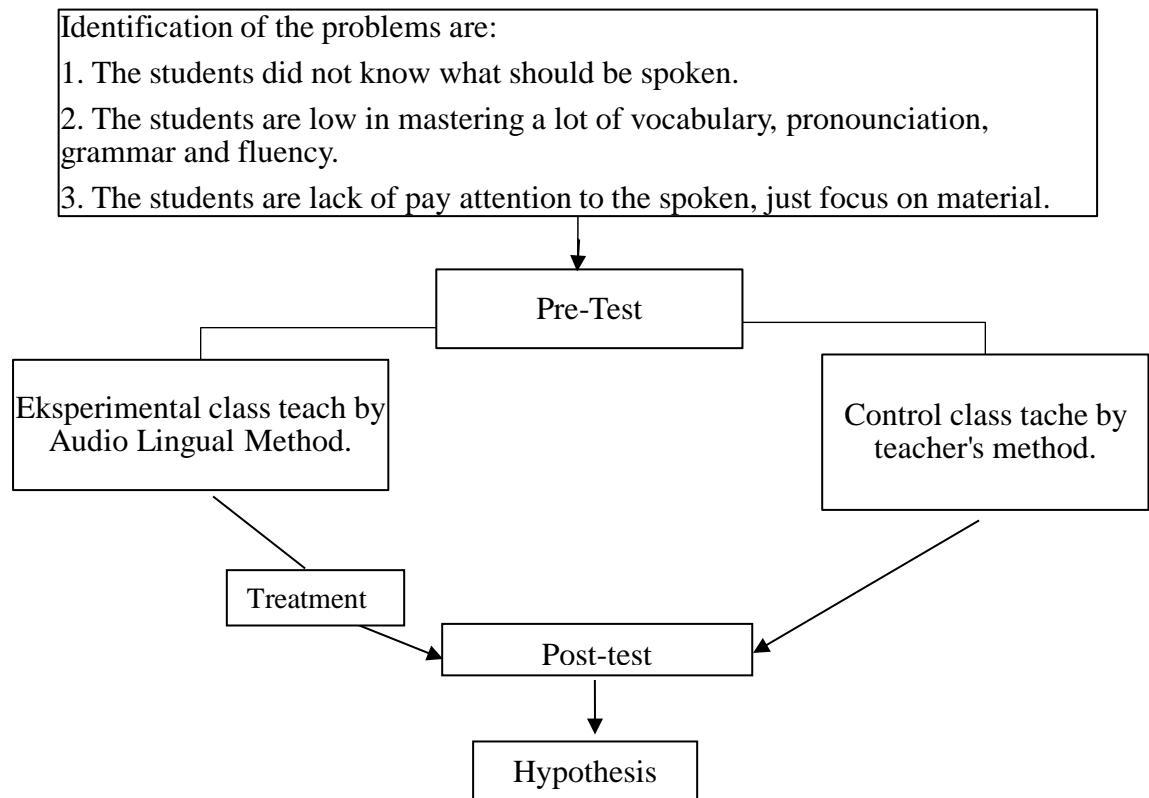 Identification of the problems are:
1. The students did not know what should be spoken.
2. The students are low in mastering a lot of vocabulary, pronounciation,
grammar and fluency.
3. The students are lack of pay attention to the spoken, just focus on material.
Pre-Test
Eksperimental class teach by
Audio Lingual Method.
Control class tache by
teacher's method.
Treatment
Post-test
Hypothesis